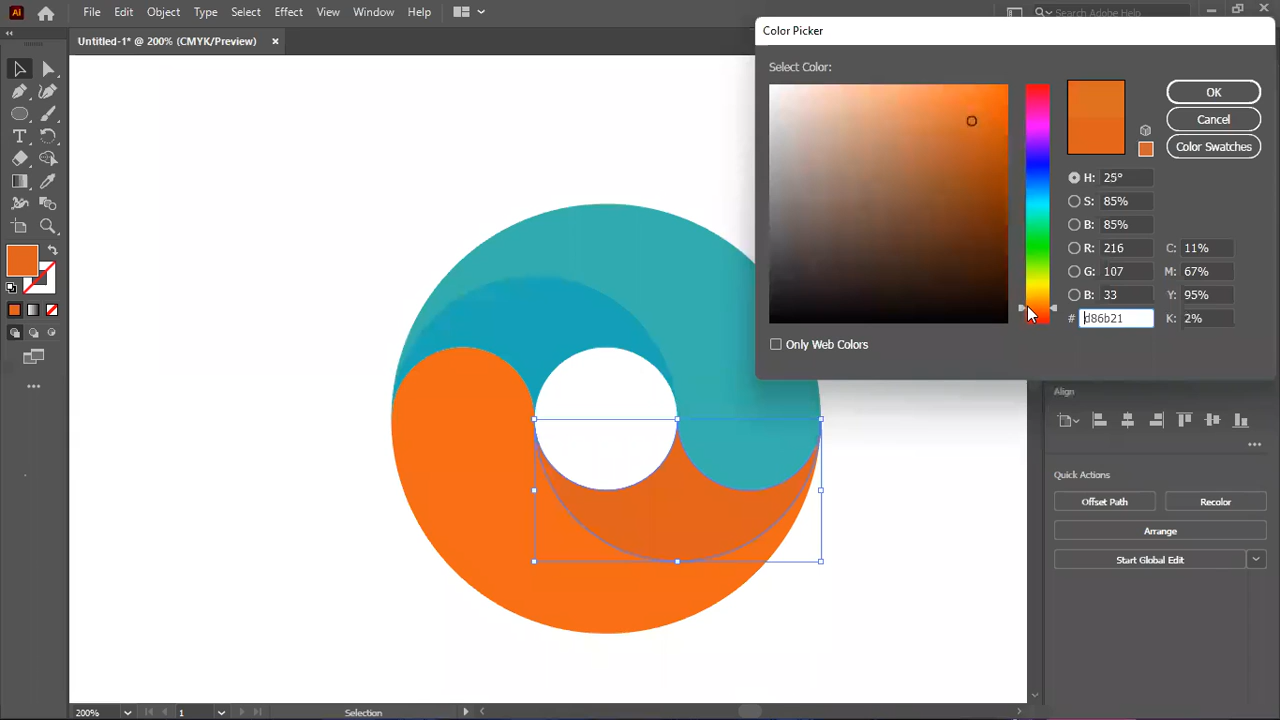 Ai File Edit Object Type Select Effect View Window Help Search Adobe Help
Untitled-1* @ 200% (CMYK/Preview) ×
Color Picker
Select Color:
OK
Cancel
Color Swatches
H: 25°
S: 85%
B: 85%
R: 216 C: 11%
G: 107 M: 67%
B: 33 Y: 95%
# d86b21 K: 2%
Only Web Colors
Align
Quick Actions
Offset Path Recolor
Arrange
Start Global Edit
200% 1 Selection